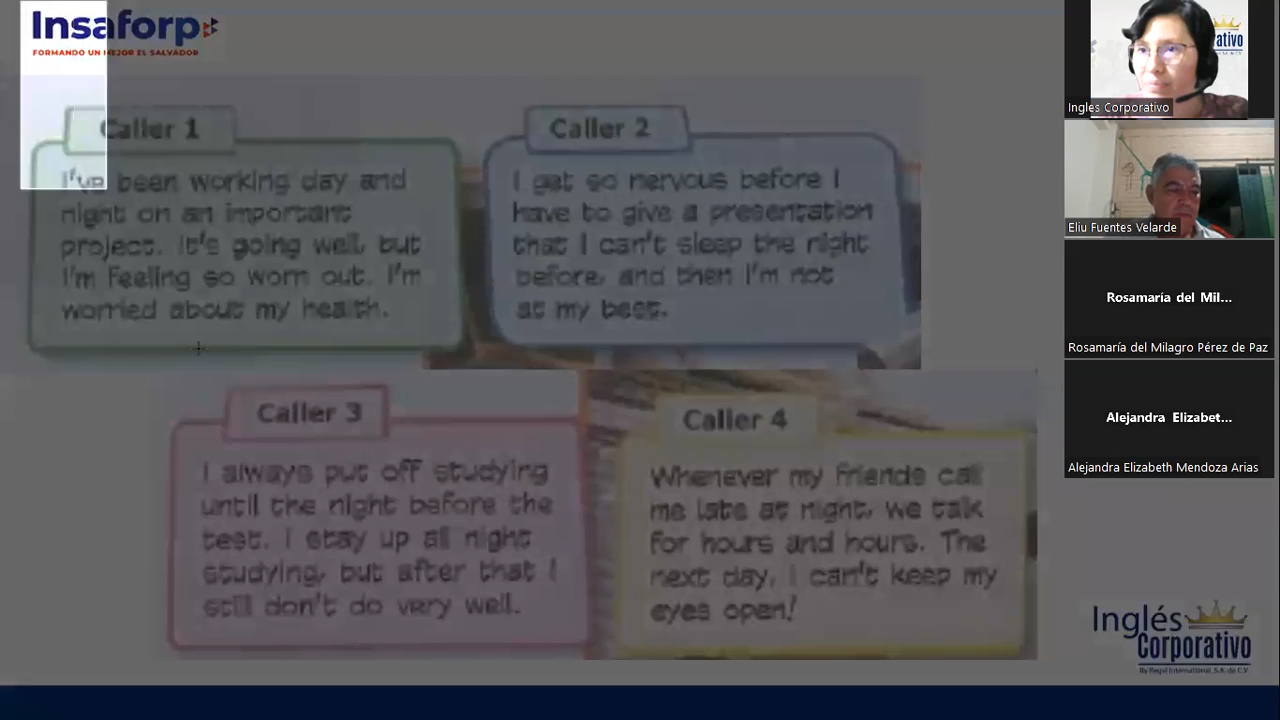 Insaforp
FORMANDO UN MEJOR EL SALVADOR
Caller 1
I've been working day and
night on an important
project. It's going well but
I'm feeling so worn out. I'm
worried about my health.
Caller 2
I get so nervous before I
have to give a presentation
that I can't sleep the night
before, and then I'm not
at my best.
Caller 3
I always put off studying
until the night before the
test. I stay up all night
studying, but after that I
still don't do very well.
Caller 4
Whenever my friends call
me late at night, we talk
for hours and hours. The
next day, I can't keep my
eyes open!
Inglés
Corporativo
By Regal International, S.A. de C.V.
ativo
Ingles Corporativo
Eliu Fuentes Velarde
Rosamaría del Mil...
Rosamaría del Milagro Pérez de Paz
Alejandra Elizabet...
Alejandra Elizabeth Mendoza Arias